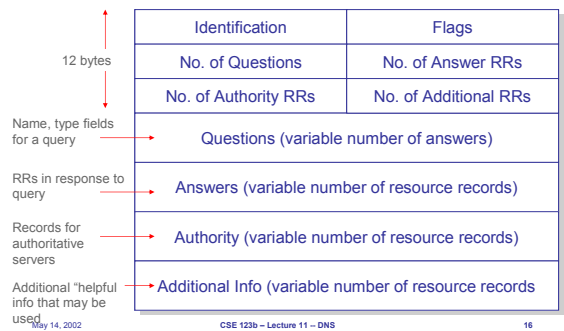 Identification Flags
12 bytes
No. of Questions No. of Answer RRs
No. of Authority RRs No. of Additional RRs
Name, type fields
for a query
Questions (variable number of answers)
RRs in response to
query
Answers (variable number of resource records)
Records for
authoritative
servers
Authority (variable number of resource records)
Additional "helpful
info that may be
used
Additional Info (variable number of resource records
May 14, 2002 CSE 123b – Lecture 11 -- DNS 16